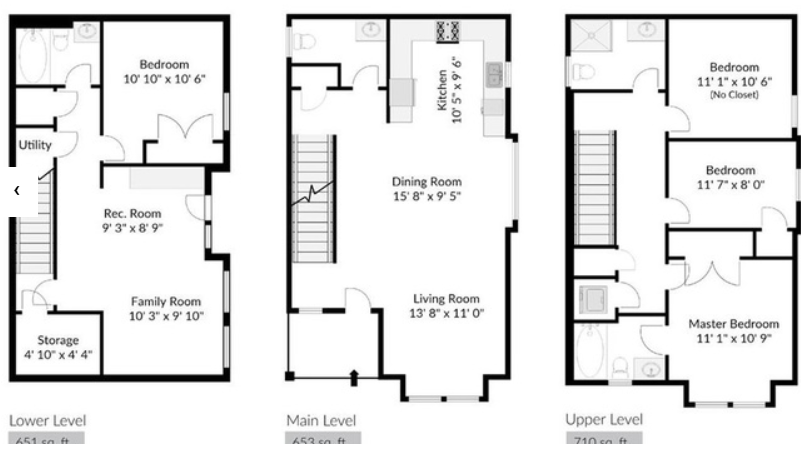 Bedroom
10' 10" x 10' 6"
Utility
Rec. Room
9' 3" x 8' 9"
Family Room
10' 3" x 9' 10"
Storage
4' 10" x 4' 4"
Lower Level
651 sq. ft.
Kitchen
10' 5" x 9' 6"
Dining Room
15' 8" x 9' 5"
Living Room
13' 8" x 11' 0"
Main Level
653 sq. ft.
Bedroom
11' 1" x 10' 6"
(No Closet)
Bedroom
11' 7" x 8' 0"
Master Bedroom
11' 1" x 10' 9"
Upper Level
710 sq. ft.